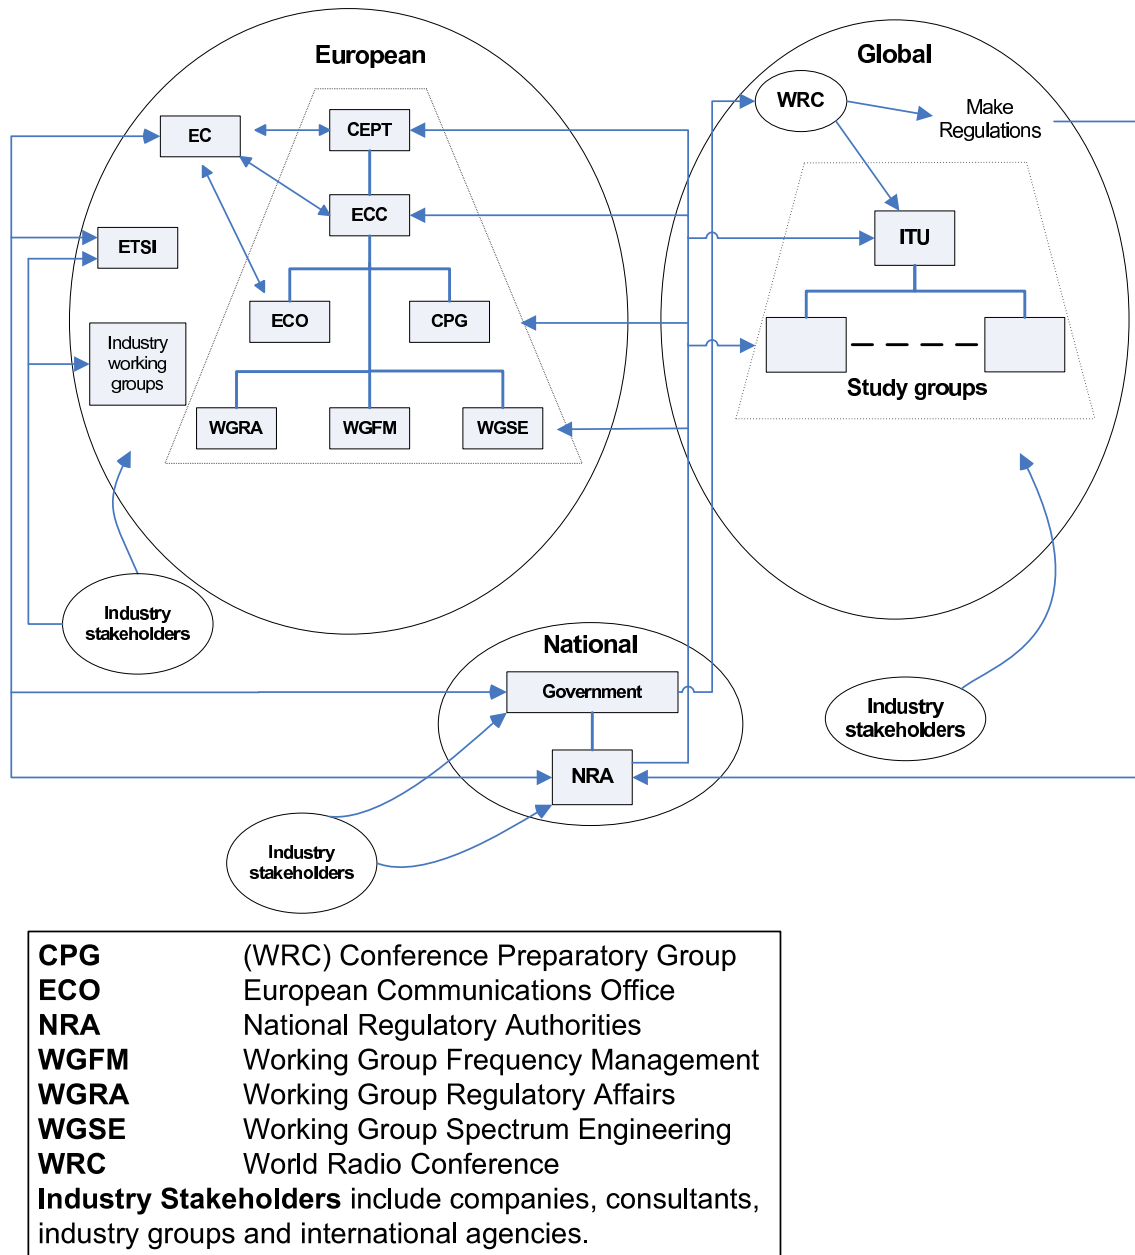 European
Global
WRC
Make
Regulations
EC
CEPT
ECC
ETSI
ITU
ECO
CPG
Industry
working
groups
Study groups
WGRA
WGFM
WGSE
Industry
stakeholders
National
Government
NRA
Industry
stakeholders
Industry
stakeholders
CPG (WRC) Conference Preparatory Group
ECO European Communications Office
NRA National Regulatory Authorities
WGFM Working Group Frequency Management
WGRA Working Group Regulatory Affairs
WGSE Working Group Spectrum Engineering
WRC World Radio Conference
Industry Stakeholders include companies, consultants,
industry groups and international agencies.